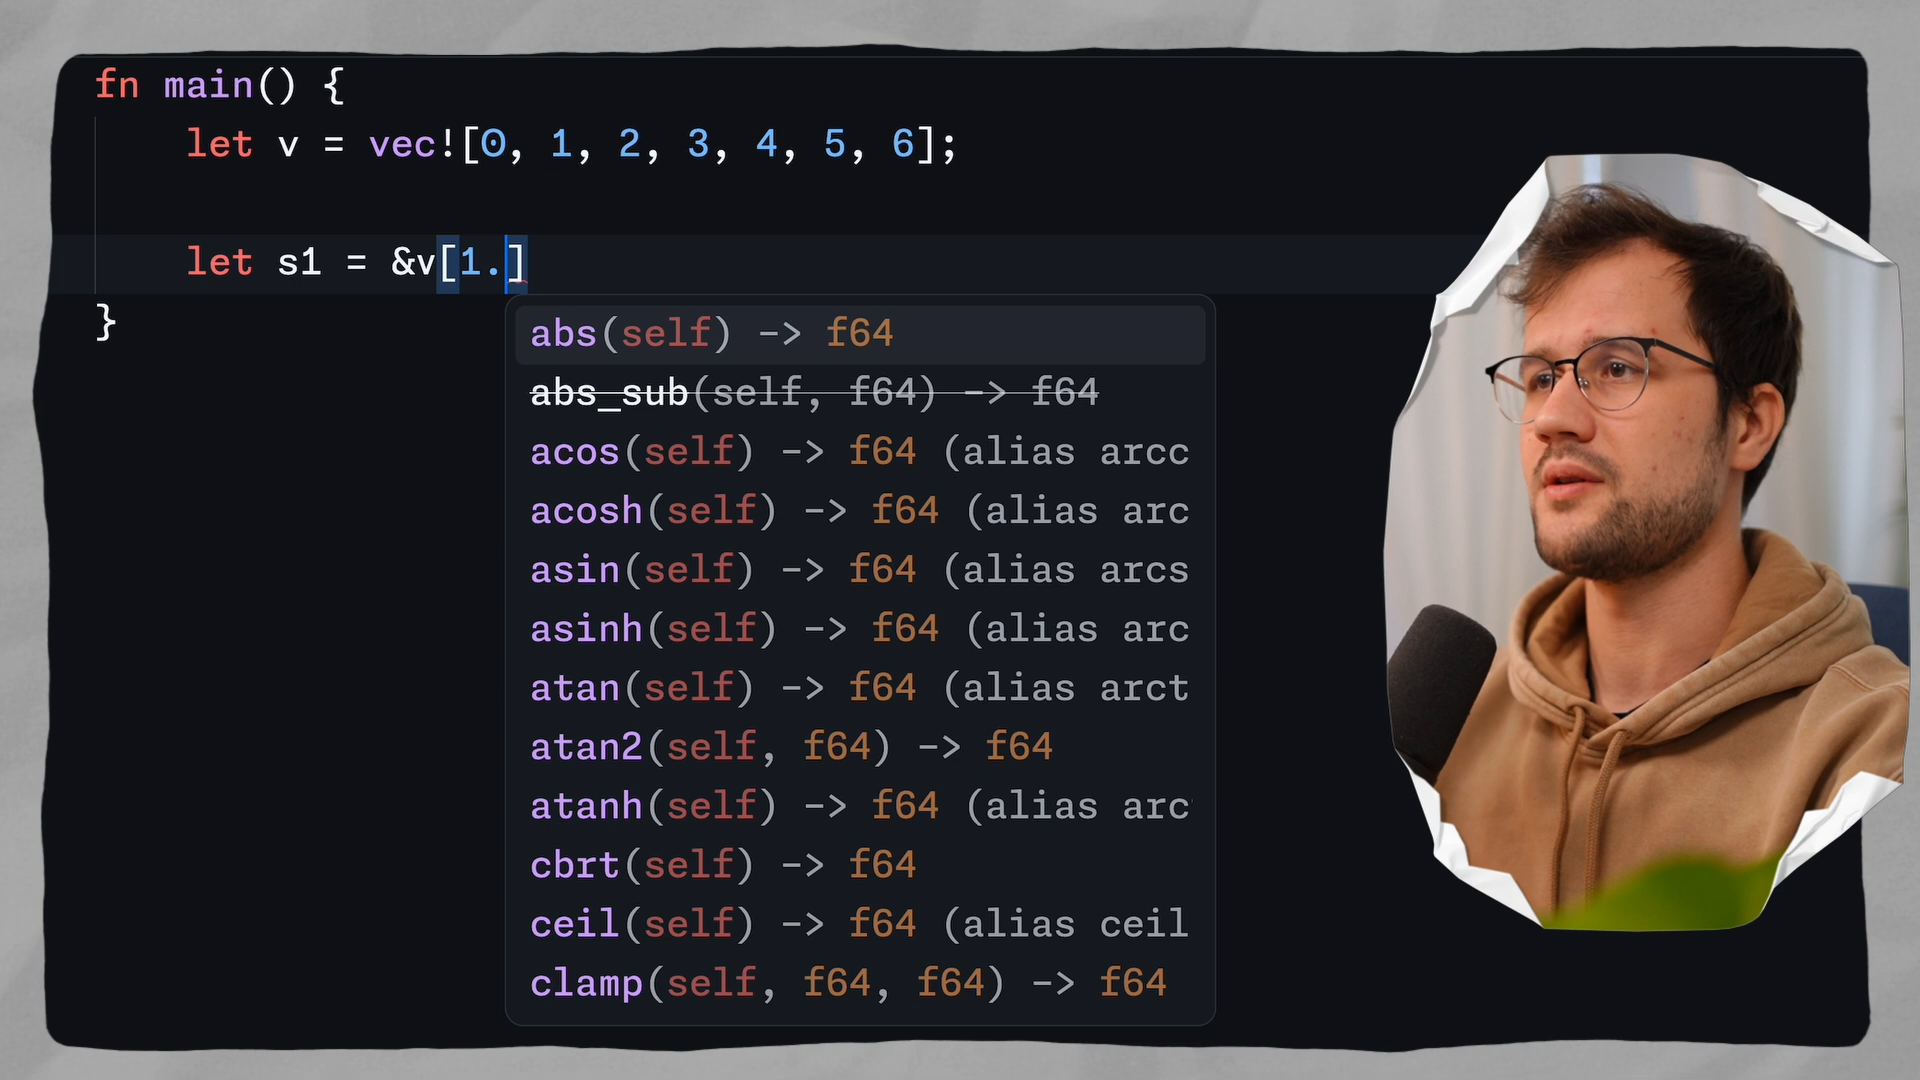 fn main() {
let v = vec![0, 1, 2, 3, 4, 5, 6];
let s1 = &v[1.]
}
abs(self) -> f64
abs_sub(self, f64) -> f64
acos(self) -> f64 (alias arcc
acosh(self) -> f64 (alias arc
asin(self) -> f64 (alias arcs
asinh(self) -> f64 (alias arc
atan(self) -> f64 (alias arct
atan2(self, f64) -> f64
atanh(self) -> f64 (alias arc
cbrt(self) -> f64
ceil(self) -> f64 (alias ceil
clamp(self, f64, f64) -> f64